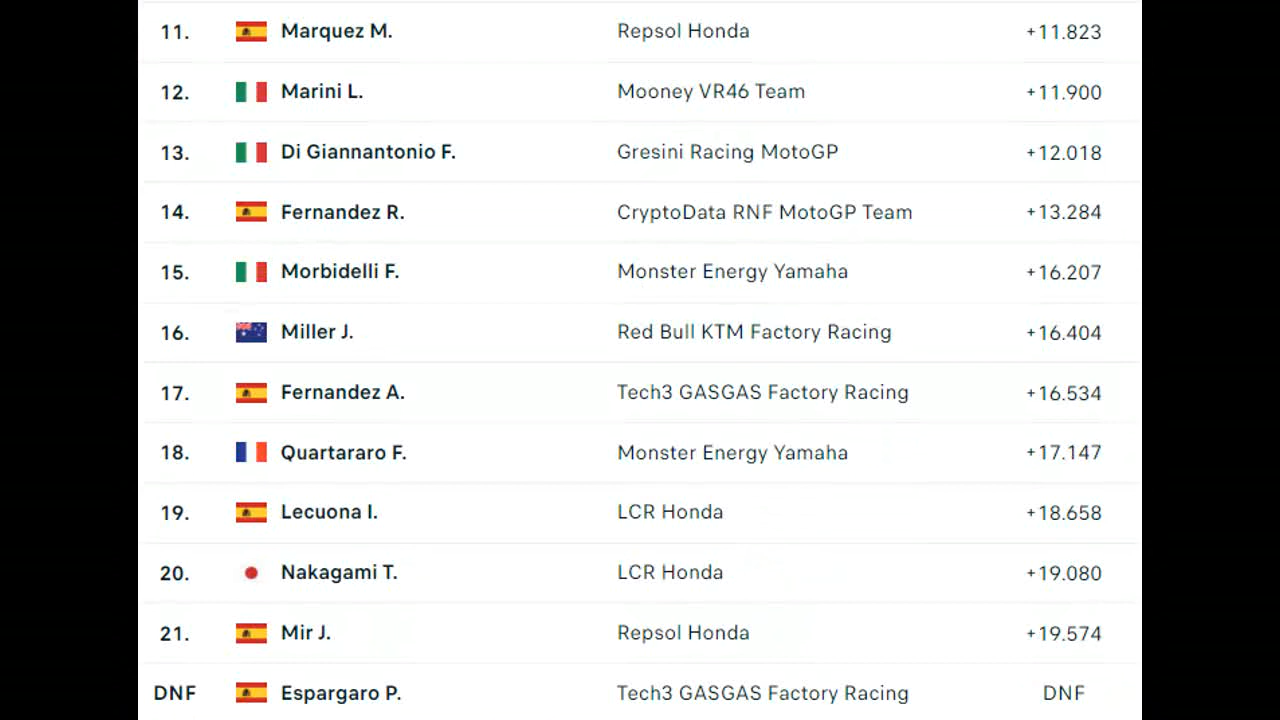 11. Marquez M. Repsol Honda +11.823
12. Marini L. Mooney VR46 Team +11.900
13. Di Giannantonio F. Gresini Racing MotoGP +12.018
14. Fernandez R. CryptoData RNF MotoGP Team +13.284
15. Morbidelli F. Monster Energy Yamaha +16.207
16. Miller J. Red Bull KTM Factory Racing +16.404
17. Fernandez A. Tech3 GASGAS Factory Racing +16.534
18. Quartararo F. Monster Energy Yamaha +17.147
19. Lecuona I. LCR Honda +18.658
20. Nakagami T. LCR Honda +19.080
21. Mir J. Repsol Honda +19.574
DNF Espargaro P. Tech3 GASGAS Factory Racing DNF